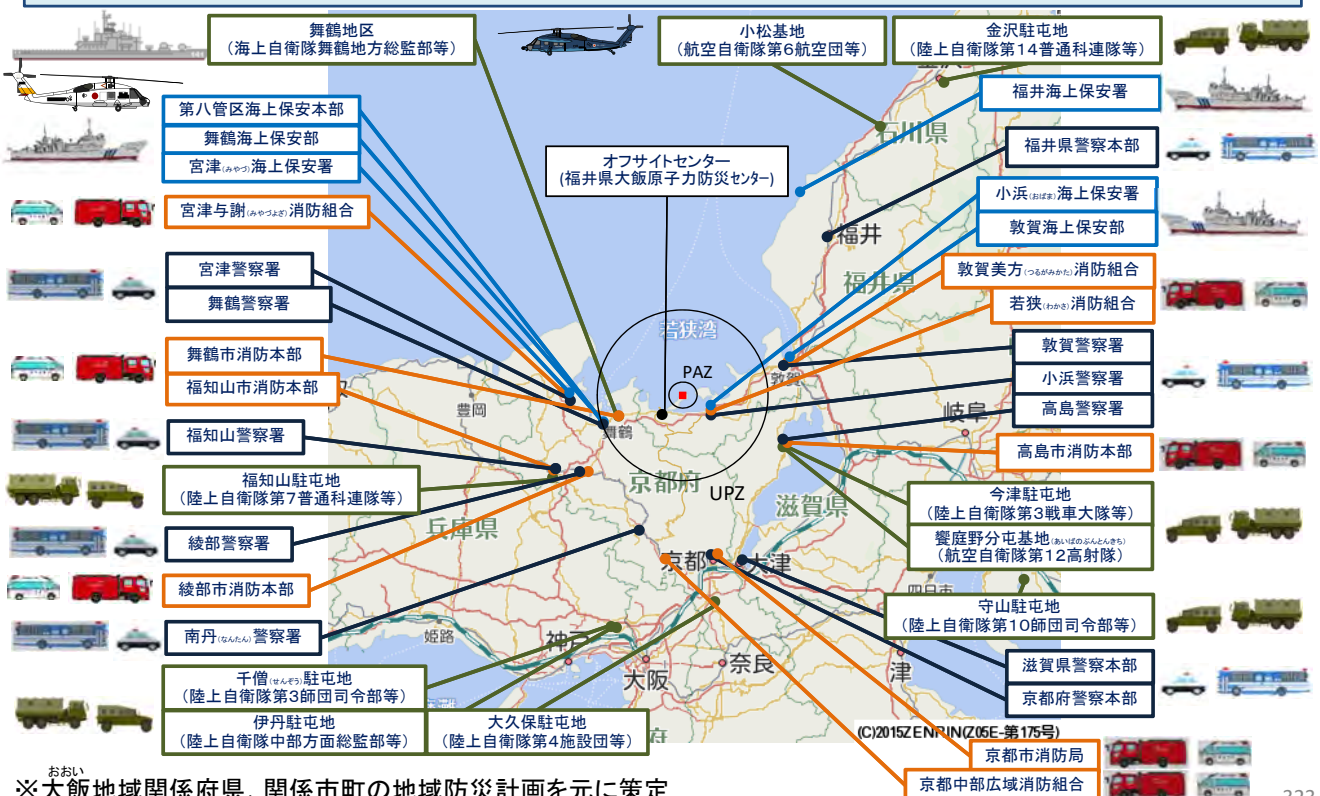 舞鶴地区
(海上自衛隊舞鶴地方総監部等)
小松基地
(航空自衛隊第6航空団等)
金沢駐屯地
(陸上自衛隊第14普通科連隊等)
第八管区海上保安本部
舞鶴海上保安部
宮津(みやづ)海上保安署
宮津与謝(みやづよさ)消防組合
宮津警察署
舞鶴警察署
舞鶴市消防本部
福知山市消防本部
福知山警察署
福知山駐屯地
(陸上自衛隊第7普通科連隊等)
綾部警察署
綾部市消防本部
南丹(なんたん)警察署
千僧(せんぞう)駐屯地
(陸上自衛隊第3師団司令部等)
伊丹駐屯地
(陸上自衛隊中部方面総監部等)
大久保駐屯地
(陸上自衛隊第4施設団等)
オフサイトセンター
(福井県大飯原子力防災センター)
福井海上保安署
福井県警察本部
小浜(おばま)海上保安署
敦賀海上保安部
敦賀美方(つるがみかた)消防組合
若狭(わかさ)消防組合
敦賀警察署
小浜警察署
高島警察署
高島市消防本部
今津駐屯地
(陸上自衛隊第3戦車大隊等)
饗庭野分屯基地(あいばのぶんとんきち)
(航空自衛隊第12高射隊)
守山駐屯地
(陸上自衛隊第10師団司令部等)
滋賀県警察本部
京都府警察本部
京都市消防局
京都中部広域消防組合
石川県
福井
福井県
若狭湾
PAZ
UPZ
敦賀
豊岡
舞鶴
岐阜
京都府
滋賀県
兵庫県
京都
大津
四日市
姫路
神戸
大阪
奈良
津
(C)2015ZENRIN(Z05E-第175号)
おおい
※大飯地域関係府県、関係市町の地域防災計画を元に策定